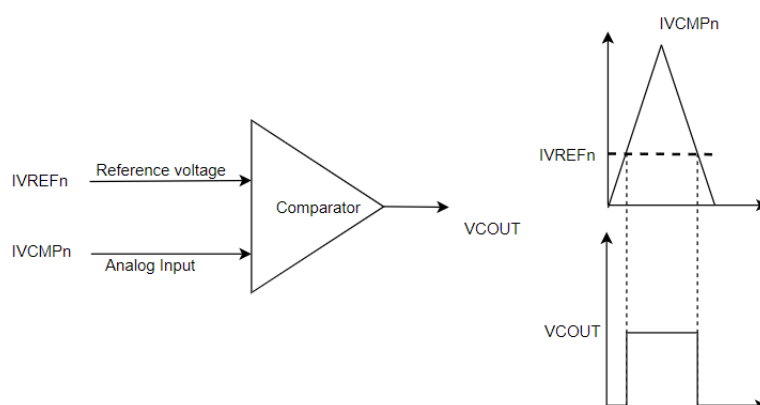 IVREFn
Reference voltage
IVCMPn
Analog Input
Comparator
VCOUT
IVCMPn
IVREFn
VCOUT